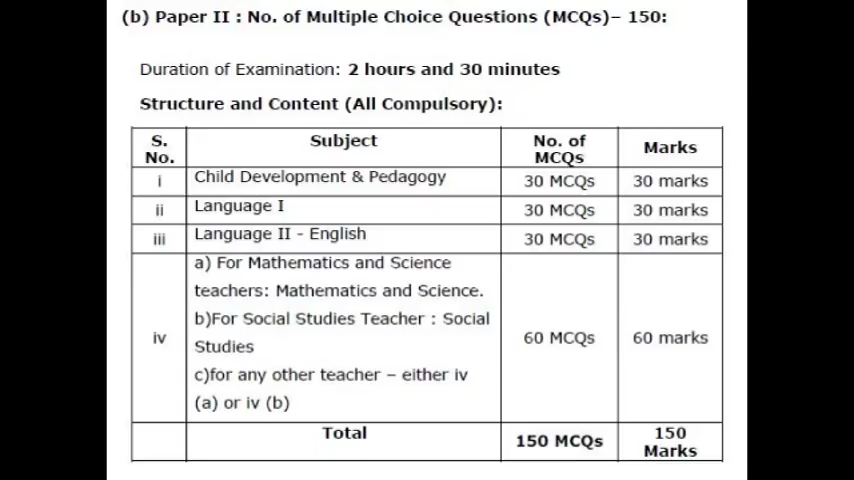 (b) Paper II : No. of Multiple Choice Questions (MCQs)– 150:
Duration of Examination: 2 hours and 30 minutes
Structure and Content (All Compulsory):
S. No. Subject No. of MCQs Marks
i Child Development & Pedagogy 30 MCQs 30 marks
ii Language I 30 MCQs 30 marks
iii Language II - English 30 MCQs 30 marks
iv a) For Mathematics and Science
teachers: Mathematics and Science.
b)For Social Studies Teacher : Social
Studies
c)for any other teacher – either iv
(a) or iv (b) 60 MCQs 60 marks
Total 150 MCQs 150 Marks